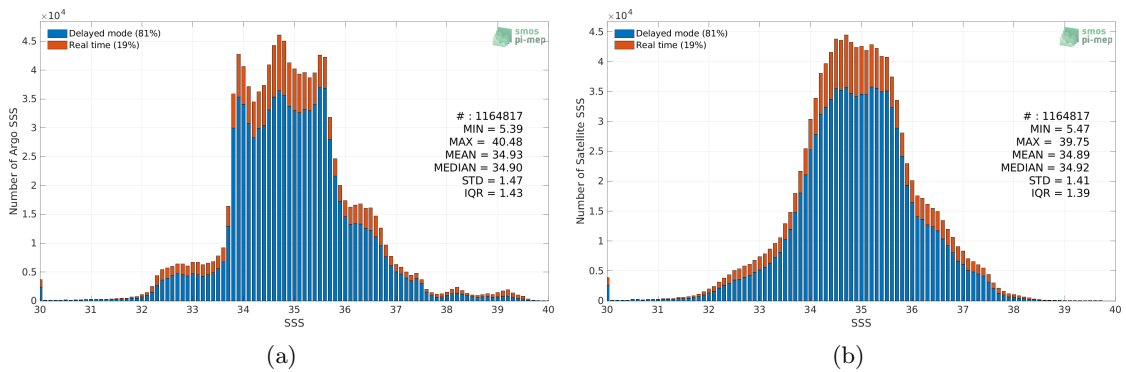 ×10⁴
Delayed mode (81%)
Real time (19%)
smos
pi-mep
# : 1164817
MIN = 5.39
MAX = 40.48
MEAN = 34.93
MEDIAN = 34.90
STD = 1.47
IQR = 1.43
Number of Argo SSS
4.5
4
3.5
3
2.5
2
1.5
1
0.5
0
30 31 32 33 34 35 36 37 38 39 40
SSS
(a)
×10⁴
Delayed mode (81%)
Real time (19%)
smos
pi-mep
# : 1164817
MIN = 5.47
MAX = 39.75
MEAN = 34.89
MEDIAN = 34.92
STD = 1.41
IQR = 1.39
Number of Satellite SSS
4.5
4
3.5
3
2.5
2
1.5
1
0.5
0
30 31 32 33 34 35 36 37 38 39 40
SSS
(b)